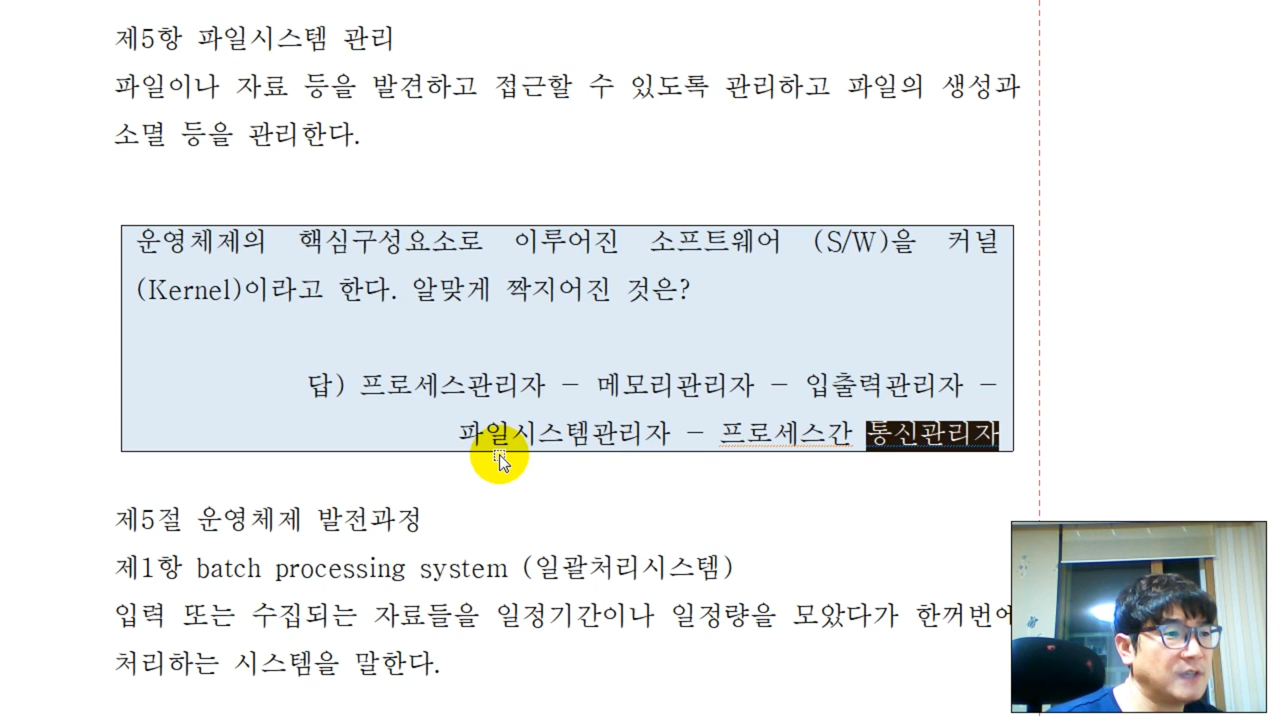 제5항 파일시스템 관리
파일이나 자료 등을 발견하고 접근할 수 있도록 관리하고 파일의 생성과
소멸 등을 관리한다.
운영체제의 핵심구성요소로 이루어진 소프트웨어 (S/W)을 커널
(Kernel)이라고 한다. 알맞게 짝지어진 것은?
답) 프로세스관리자 - 메모리관리자 - 입출력관리자 -
파일시스템관리자 - 프로세스간 통신관리자
제5절 운영체제 발전과정
제1항 batch processing system (일괄처리시스템)
입력 또는 수집되는 자료들을 일정기간이나 일정량을 모았다가 한꺼번에
처리하는 시스템을 말한다.